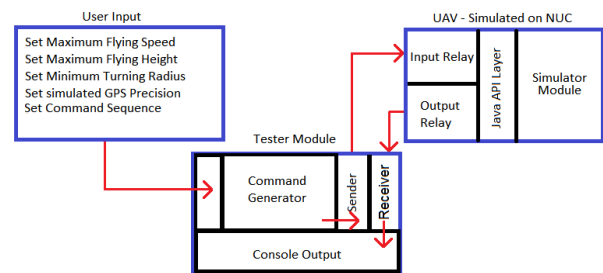 User Input
Set Maximum Flying Speed
Set Maximum Flying Height
Set Minimum Turning Radius
Set simulated GPS Precision
Set Command Sequence
UAV - Simulated on NUC
Input Relay
Output
Relay
Java API Layer
Simulator
Module
Tester Module
Command
Generator
Sender
Receiver
Console Output